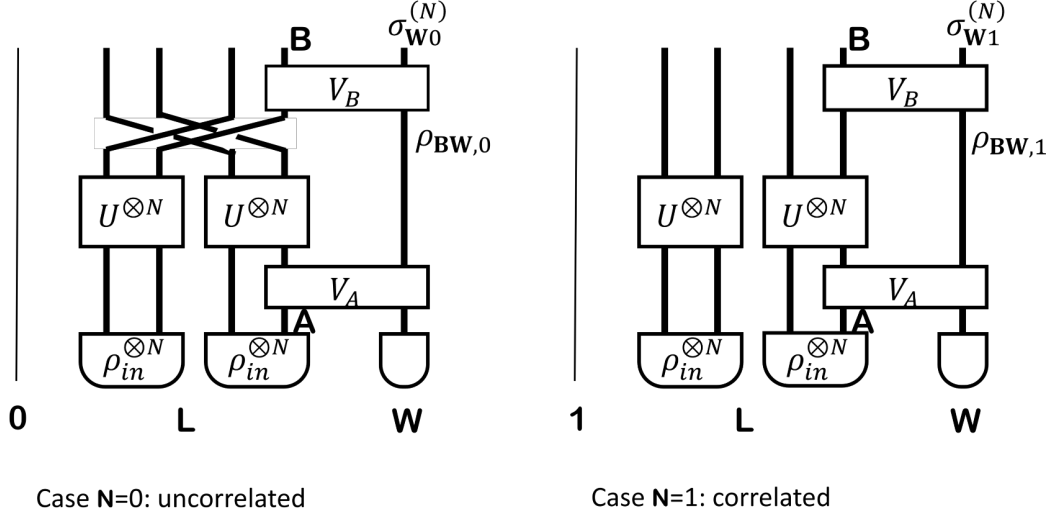 B σ_{W0}^{(N)}
V_B
ρ_{BW,0}
U^{⊗N} U^{⊗N}
V_A
A
ρ_{in}^{⊗N} ρ_{in}^{⊗N}
0 L W
Case N=0: uncorrelated
B σ_{W1}^{(N)}
V_B
ρ_{BW,1}
U^{⊗N} U^{⊗N}
V_A
A
ρ_{in}^{⊗N} ρ_{in}^{⊗N}
1 L W
Case N=1: correlated